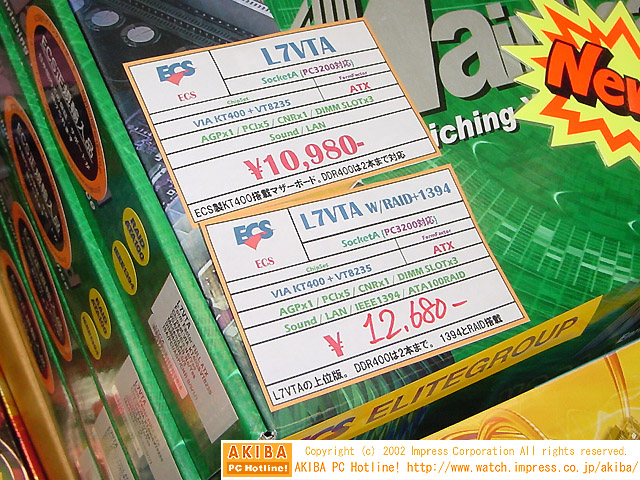 Mai
New
iching
ECS
ECS
L7VTA
SocketA (PC3200対応)
ChipSet
FormFactor
VIA KT400 + VT8235
ATX
AGPx1 / PCIx5 / CNRx1 / DIMM SLOTx3
Sound / LAN
¥10,980-
ECS製KT400搭載マザーボード。DDR400は2本まで対応
ECS
ECS
L7VTA W/RAID+1394
SocketA (PC3200対応)
ChipSet
FormFactor
VIA KT400 + VT8235
ATX
AGPx1 / PCIx5 / CNRx1 / DIMM SLOTx3
Sound / LAN / IEEE1394 / ATA100RAID
¥ 12,680-
L7VTAの上位版。 DDR400は2本まで。 1394とRAID搭載
ECS ELITEGROUP
L7VTA
AKIBA
PC Hotline!
Copyright (c) 2002 Impress Corporation All rights reserved.
AKIBA PC Hotline! http://www.watch.impress.co.jp/akiba/